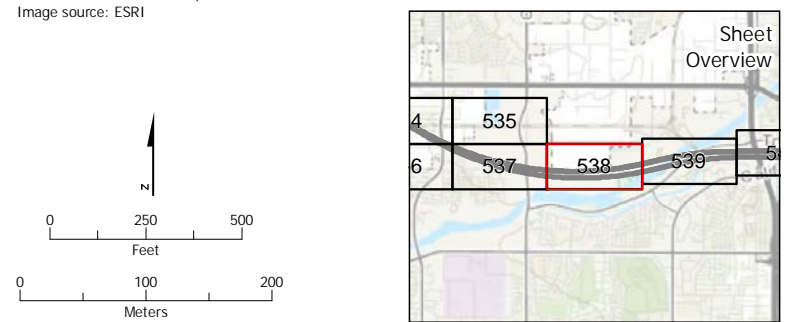 Image source: ESRI
Sheet
Overview
4
535
6
537
538
539
N
0 250 500
Feet
0 100 200
Meters